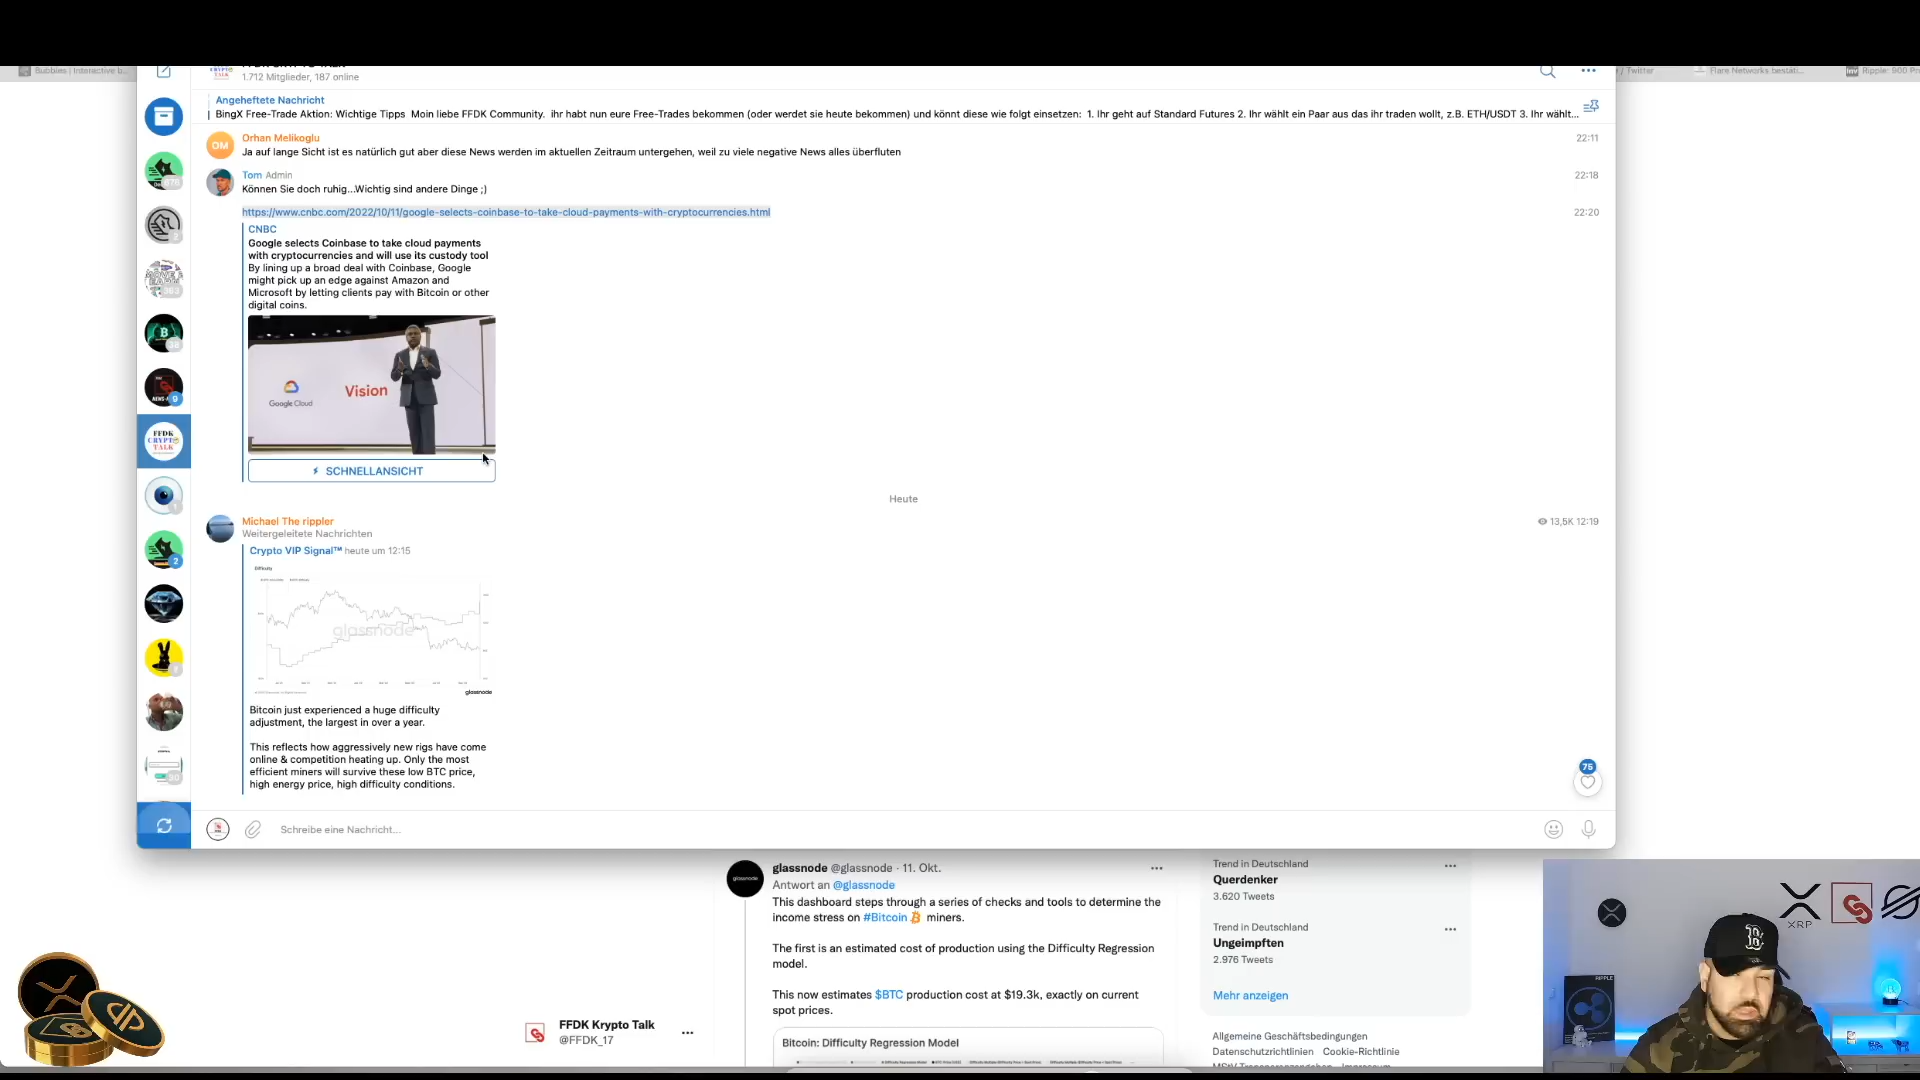 Bubbles | Interactive b...
/ Twitter
Flare Networks bestäti...
1.712 Mitglieder, 187 online
Angeheftete Nachricht
BingX Free-Trade Aktion: Wichtige Tipps  Moin liebe FFDK Community.  ihr habt nun eure Free-Trades bekommen (oder werdet sie heute bekommen) und könnt diese wie folgt einsetzen:  1. Ihr geht auf Standard Futures 2. Ihr wählt ein Paar aus das ihr traden wollt, z.B. ETH/USDT 3. Ihr wählt...
OM
Orhan Melikoglu
22:11
Ja auf lange Sicht ist es natürlich gut aber diese News werden im aktuellen Zeitraum untergehen, weil zu viele negative News alles überfluten
Tom Admin
22:18
Können Sie doch ruhig...Wichtig sind andere Dinge ;)
https://www.cnbc.com/2022/10/11/google-selects-coinbase-to-take-cloud-payments-with-cryptocurrencies.html
22:20
CNBC
Google selects Coinbase to take cloud payments
with cryptocurrencies and will use its custody tool
By lining up a broad deal with Coinbase, Google
might pick up an edge against Amazon and
Microsoft by letting clients pay with Bitcoin or other
digital coins.
Google Cloud
Vision
SCHNELLANSICHT
FFDK
CRYPTO
TALK
9
2
Heute
Michael The rippler
13,5K 12:19
Weitergeleitete Nachrichten
Crypto VIP Signal™ heute um 12:15
Difficulty
glassnode
glassnode
Bitcoin just experienced a huge difficulty
adjustment, the largest in over a year.
This reflects how aggressively new rigs have come
online & competition heating up. Only the most
efficient miners will survive these low BTC price,
high energy price, high difficulty conditions.
75
Schreibe eine Nachricht...
glassnode @glassnode · 11. Okt.
Antwort an @glassnode
This dashboard steps through a series of checks and tools to determine the
income stress on #Bitcoin miners.
The first is an estimated cost of production using the Difficulty Regression
model.
This now estimates $BTC production cost at $19.3k, exactly on current
spot prices.
Bitcoin: Difficulty Regression Model
FFDK Krypto Talk
@FFDK_17
Trend in Deutschland
Querdenker
3.620 Tweets
Trend in Deutschland
Ungeimpften
2.976 Tweets
Mehr anzeigen
Allgemeine Geschäftsbedingungen
Datenschutzrichtlinien Cookie-Richtlinie
XRP
RIPPLE
B